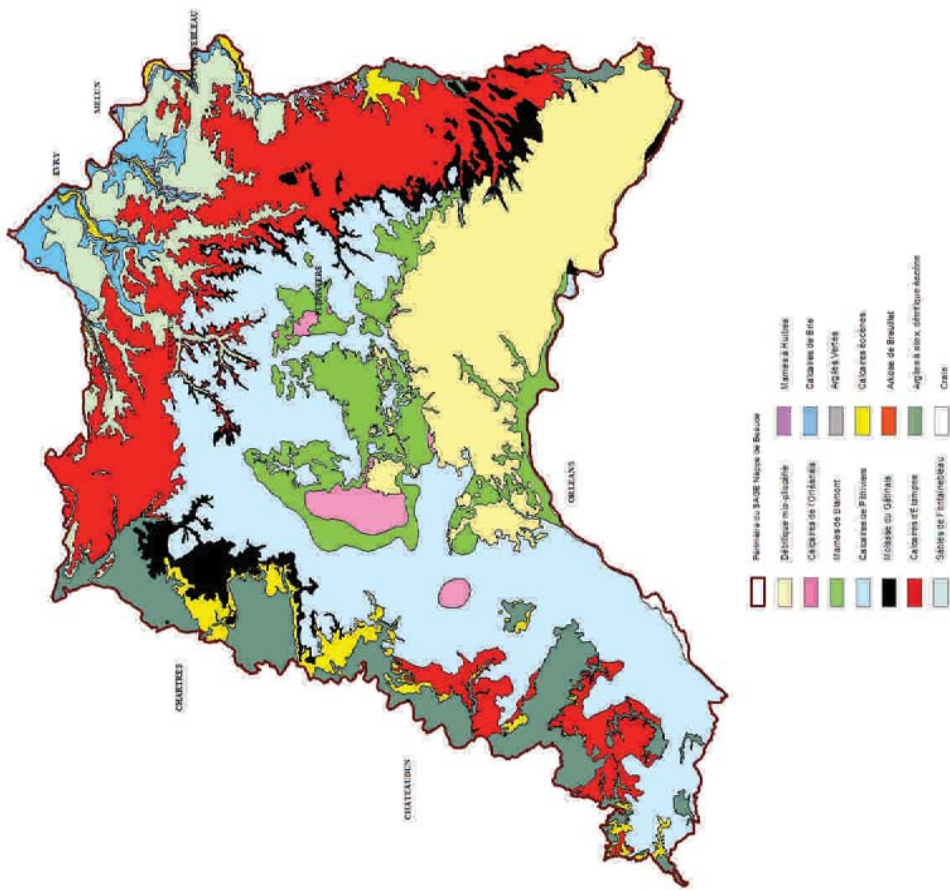 EVRY
MELUN
CHARTRES
CHATEAUDUN
ORLEANS
Périmètre du SAGE Nappe de Beauce
Détritique mio-pliocène
Calcaires de l'Orléanais
Marnes de Blamont
Calcaires de Pithiviers
Molasse du Gâtinais
Calcaires d'Etampes
Sables de Fontainebleau
Marnes à Huîtres
Calcaires de Brie
Argiles Vertes
Calcaires éocènes
Arkose de Breuillet
Argiles à silex, détritique éocène
Craie